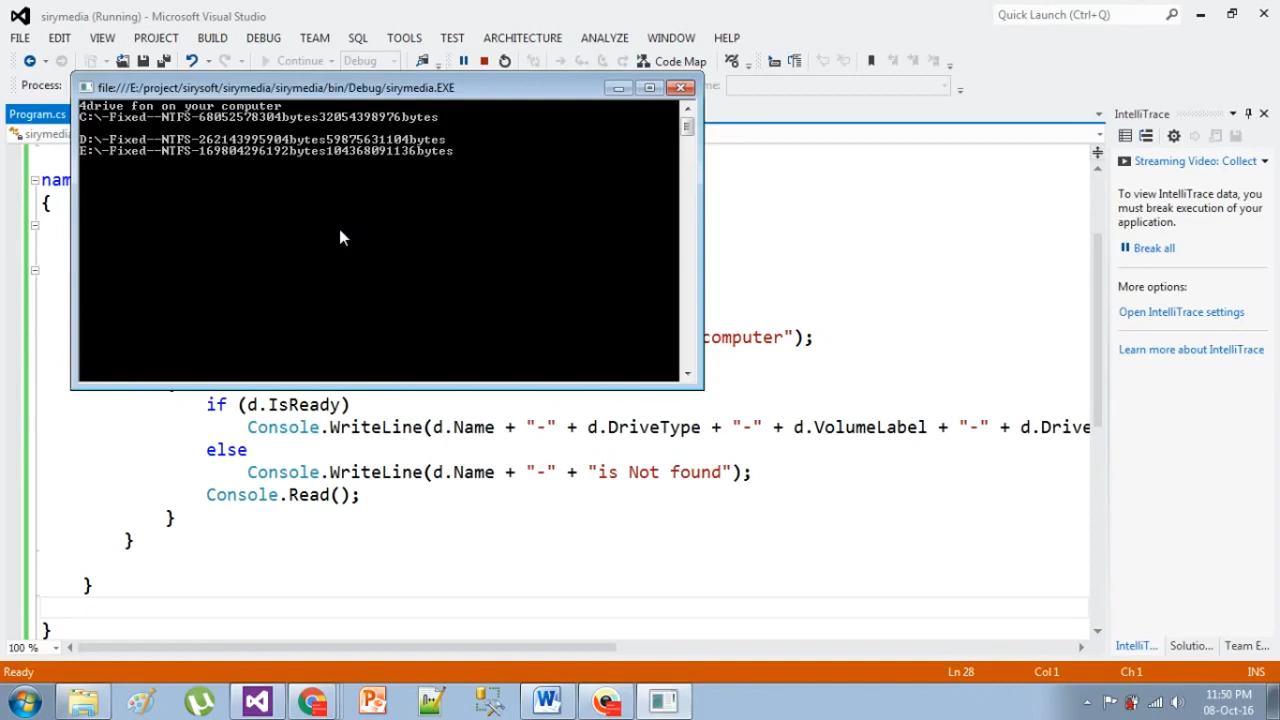 sirymedia (Running) - Microsoft Visual Studio
Quick Launch (Ctrl+Q)
FILE EDIT VIEW PROJECT BUILD DEBUG TEAM SQL TOOLS TEST ARCHITECTURE ANALYZE WINDOW HELP
Continue Debug Code Map
Process:
file:///E:/project/sirysoft/sirymedia/sirymedia/bin/Debug/sirymedia.EXE
4drive fon on your computer
C:\-Fixed--NTFS-68052578304bytes32054398976bytes
D:\-Fixed--NTFS-262143995904bytes59875631104bytes
E:\-Fixed--NTFS-169804296192bytes104368091136bytes
Program.cs
sirymedia
nam
{
computer");
if (d.IsReady)
Console.WriteLine(d.Name + "-" + d.DriveType + "-" + d.VolumeLabel + "-" + d.Drive
else
Console.WriteLine(d.Name + "-" + "is Not found");
Console.Read();
}
}
}
}
100 %
IntelliTrace
Streaming Video: Collect
To view IntelliTrace data, you
must break execution of your
application.
Break all
More options:
Open IntelliTrace settings
Learn more about IntelliTrace
IntelliT... Solutio... Team E...
Ready Ln 28 Col 1 Ch 1 INS
11:50 PM
08-Oct-16